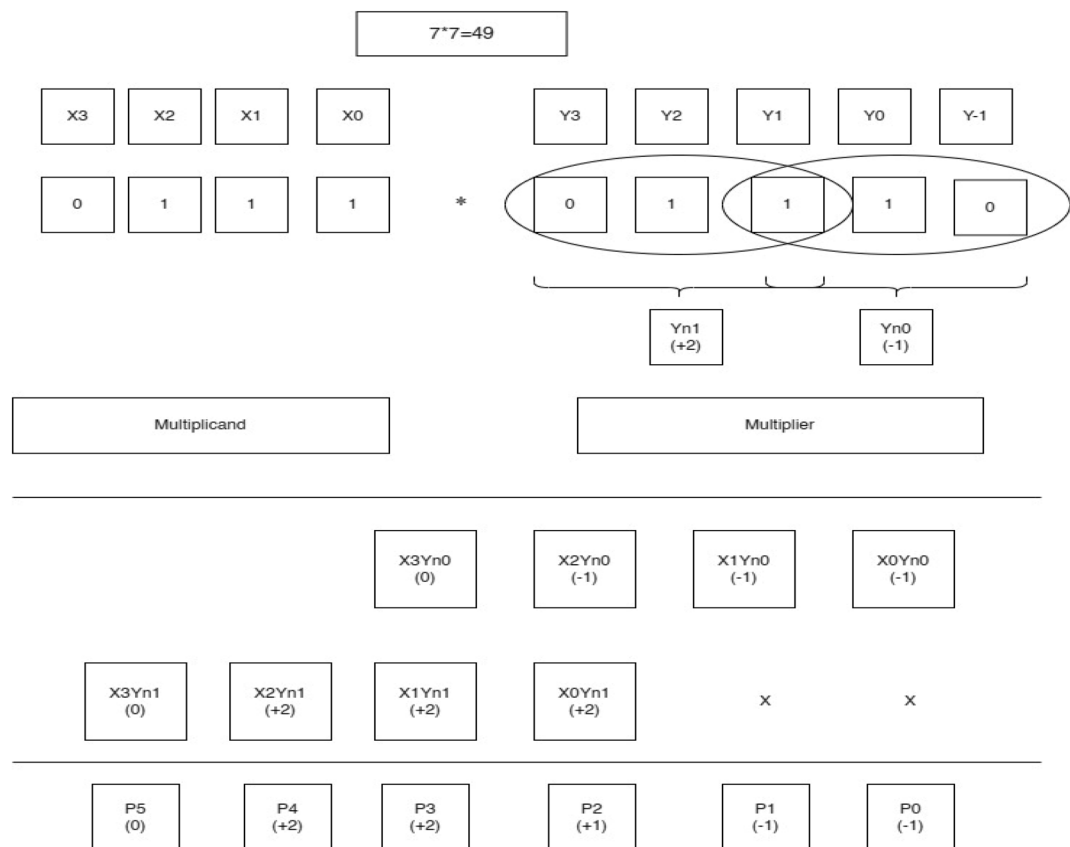 7*7=49
X3 X2 X1 X0 Y3 Y2 Y1 Y0 Y-1
0 1 1 1 * 0 1 1 1 0
Yn1 Yn0
(+2) (-1)
Multiplicand Multiplier
X3Yn0 X2Yn0 X1Yn0 X0Yn0
(0) (-1) (-1) (-1)
X3Yn1 X2Yn1 X1Yn1 X0Yn1 x x
(0) (+2) (+2) (+2)
P5 P4 P3 P2 P1 P0
(0) (+2) (+2) (+1) (-1) (-1)